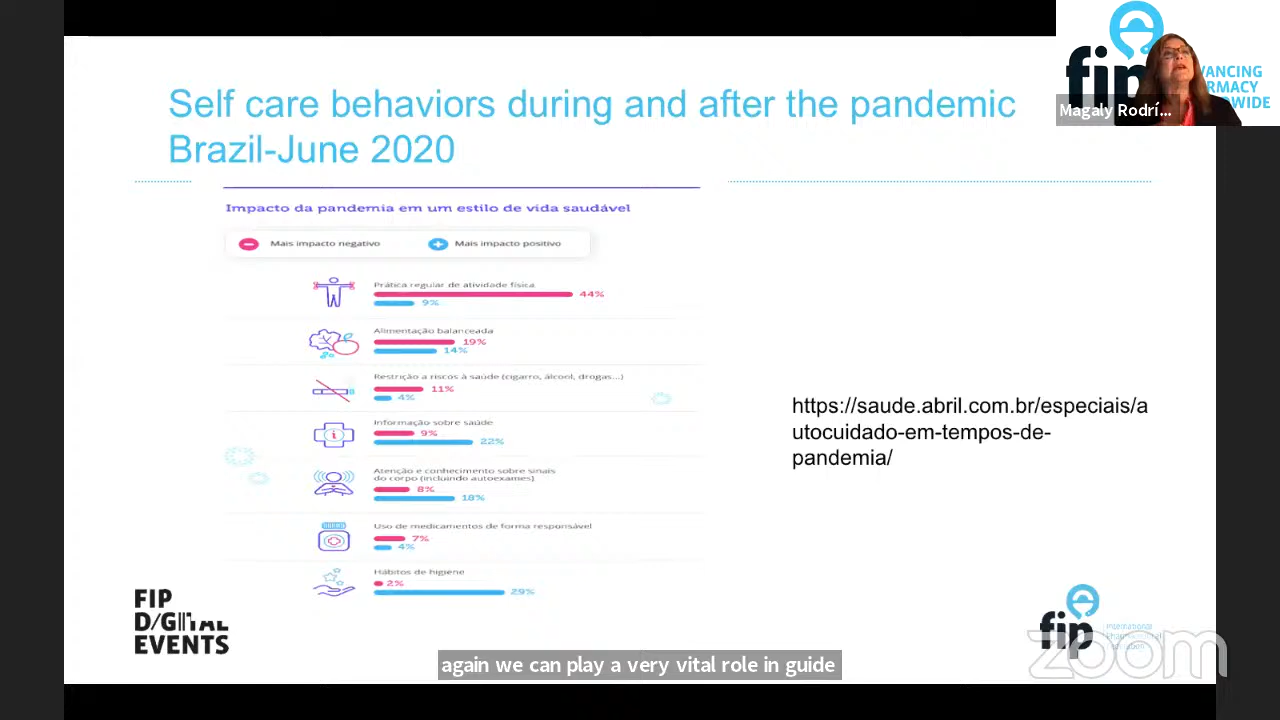 Self care behaviors during and after the pandemic
Brazil-June 2020
fip
VANCING
RMACY
WIDE
Magaly Rodrí...
Impacto da pandemia em um estilo de vida saudável
Mais impacto negativo
Mais impacto positivo
Prática regular de atividade física
44%
9%
Alimentação balanceada
19%
14%
Restrição a riscos à saúde (cigarro, álcool, drogas...)
11%
4%
Informação sobre saúde
9%
22%
Atenção e conhecimento sobre sinais
do corpo (incluindo autoexames)
8%
18%
Uso de medicamentos de forma responsável
7%
4%
Hábitos de higiene
2%
29%
https://saude.abril.com.br/especiais/a
utocuidado-em-tempos-de-
pandemia/
FIP
DIGITAL
EVENTS
fip
International
Pharmaceutical
Federation
zoom
again we can play a very vital role in guide